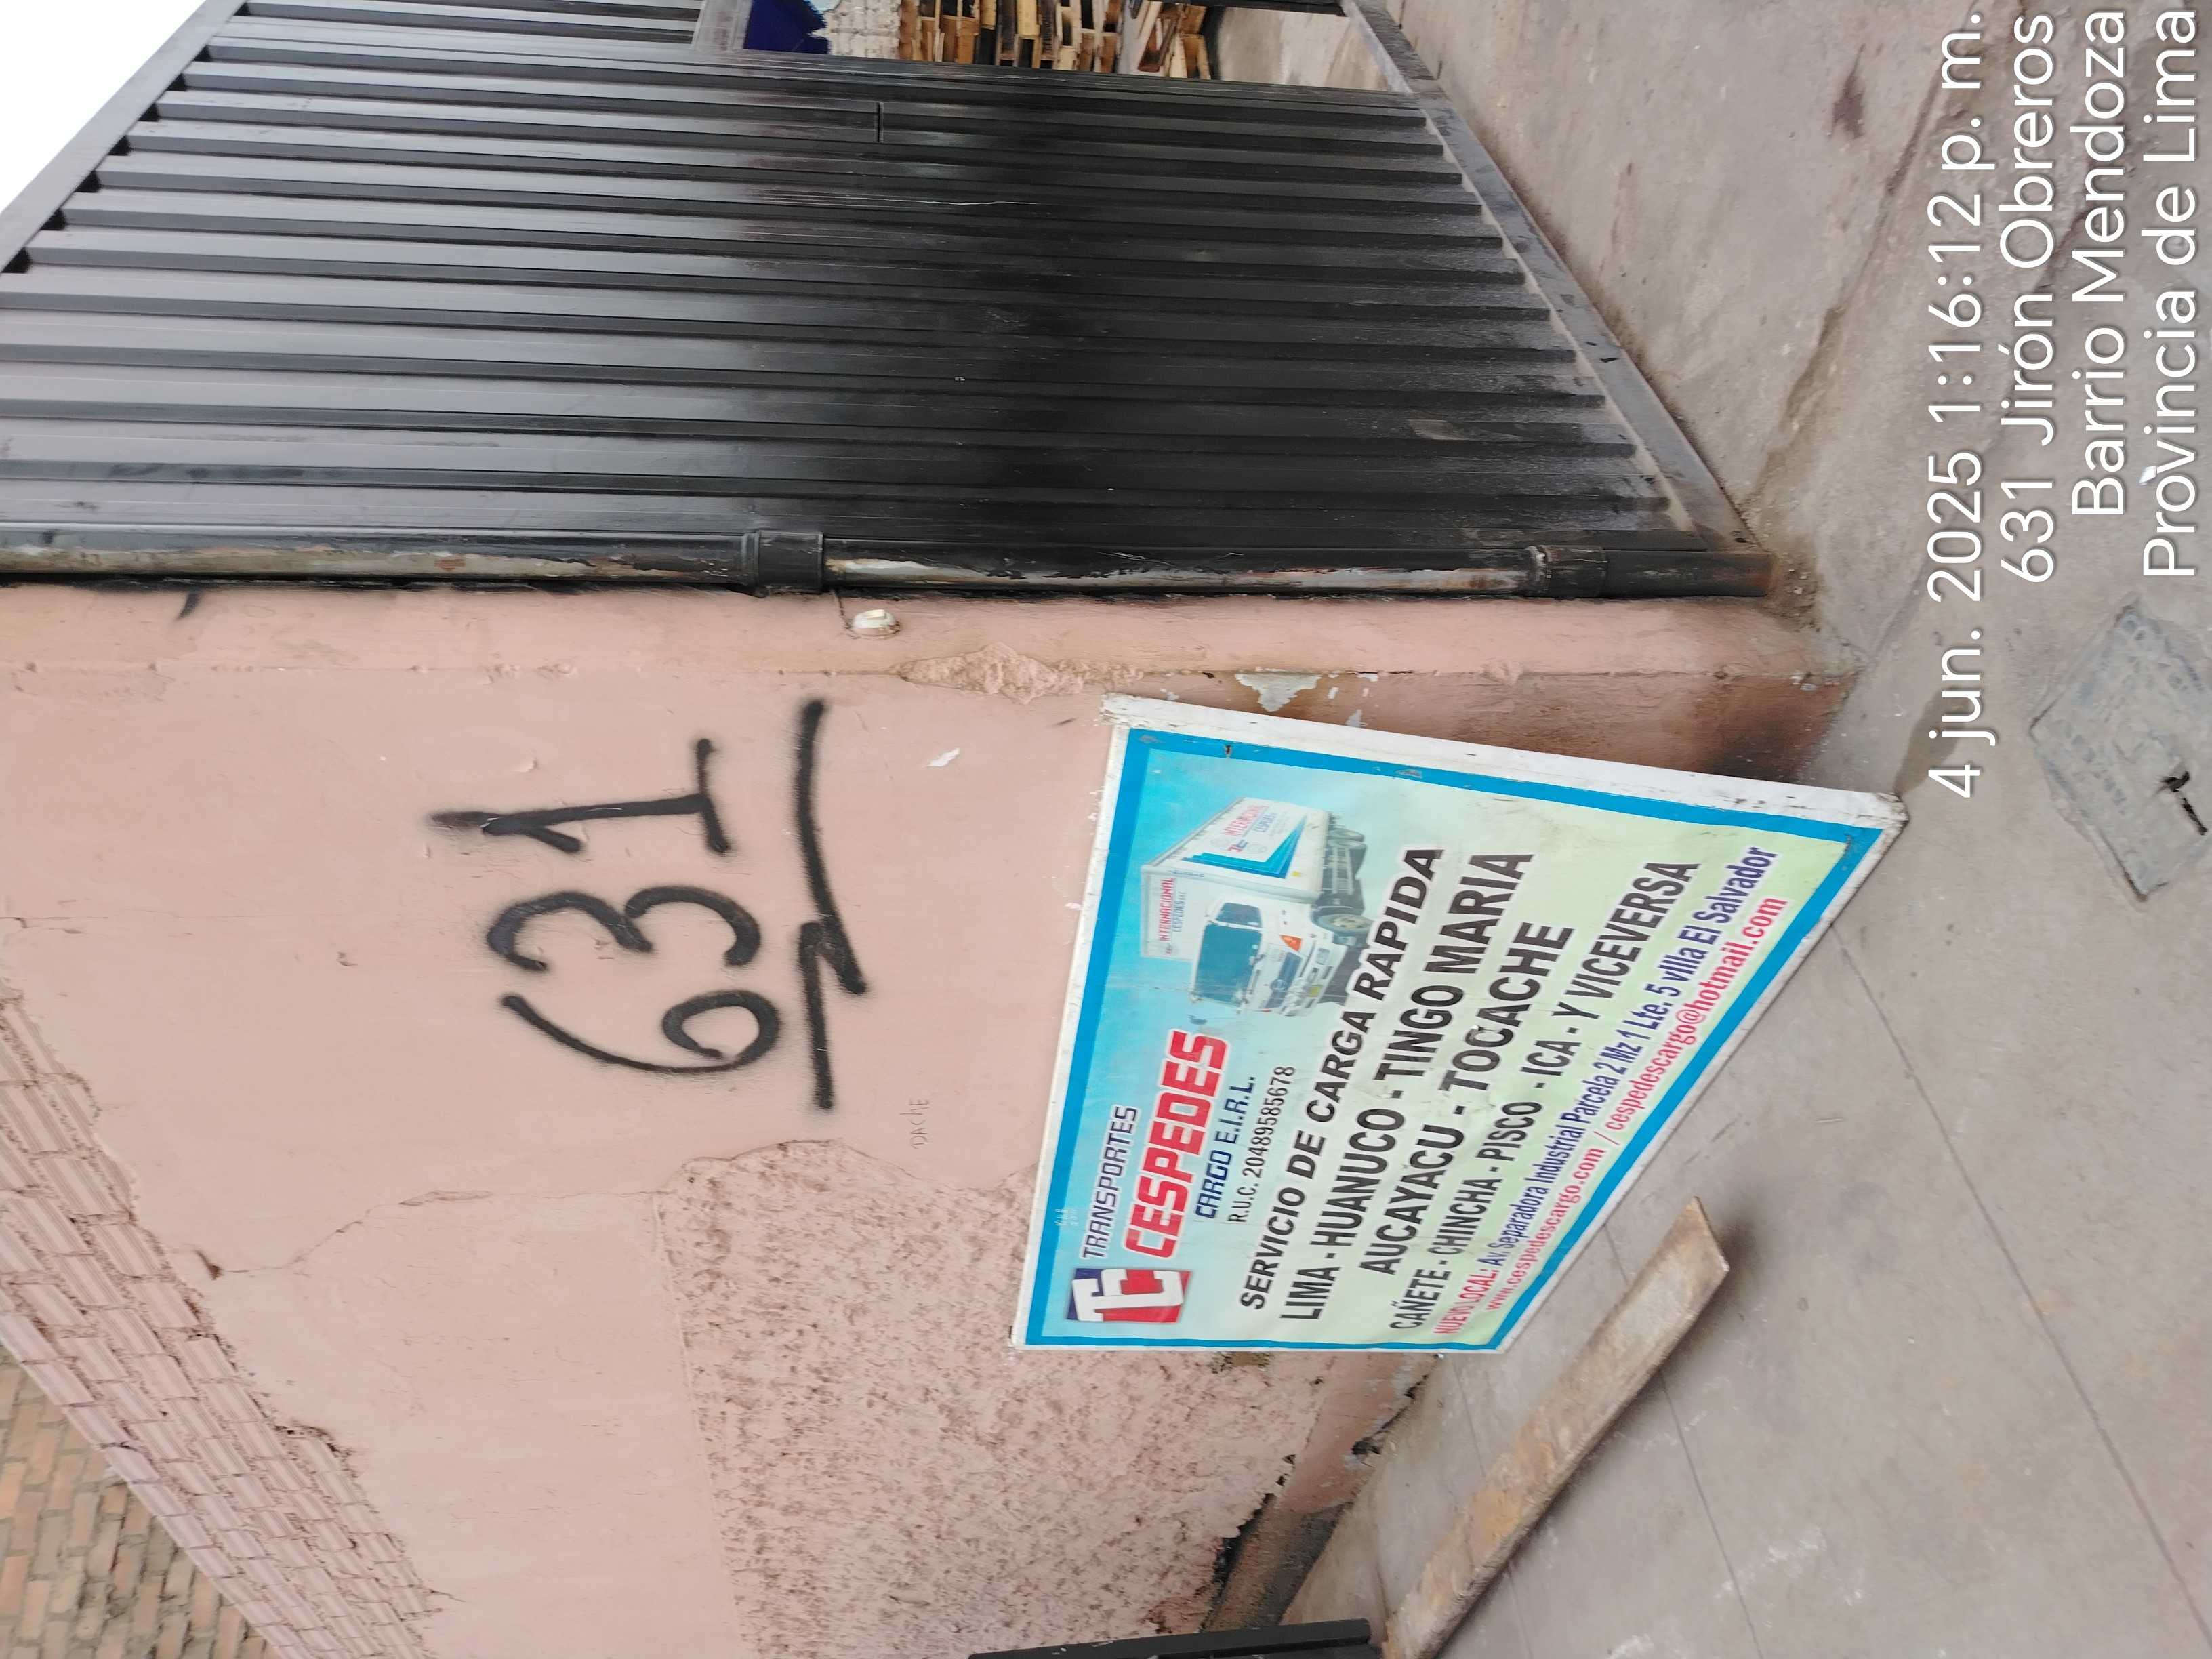 631
TRANSPORTES
CESPEDES
CARGO E.I.R.L.
R.U.C. 20489585678
SERVICIO DE CARGA RAPIDA
LIMA - HUANUCO - TINGO MARIA
AUCAYACU - TOCACHE
CAÑETE - CHINCHA - PISCO - ICA - Y VICEVERSA
NUEVO LOCAL: Av. Separadora Industrial Parcela 2 Mz 1 Lte. 5 villa El Salvador
www.cespedescargo.com / cespedescargo@hotmail.com
INTERNACIONAL
CESPEDES
4 jun. 2025 1:16:12 p. m.
631 Jirón Obreros
Barrio Mendoza
Provincia de Lima